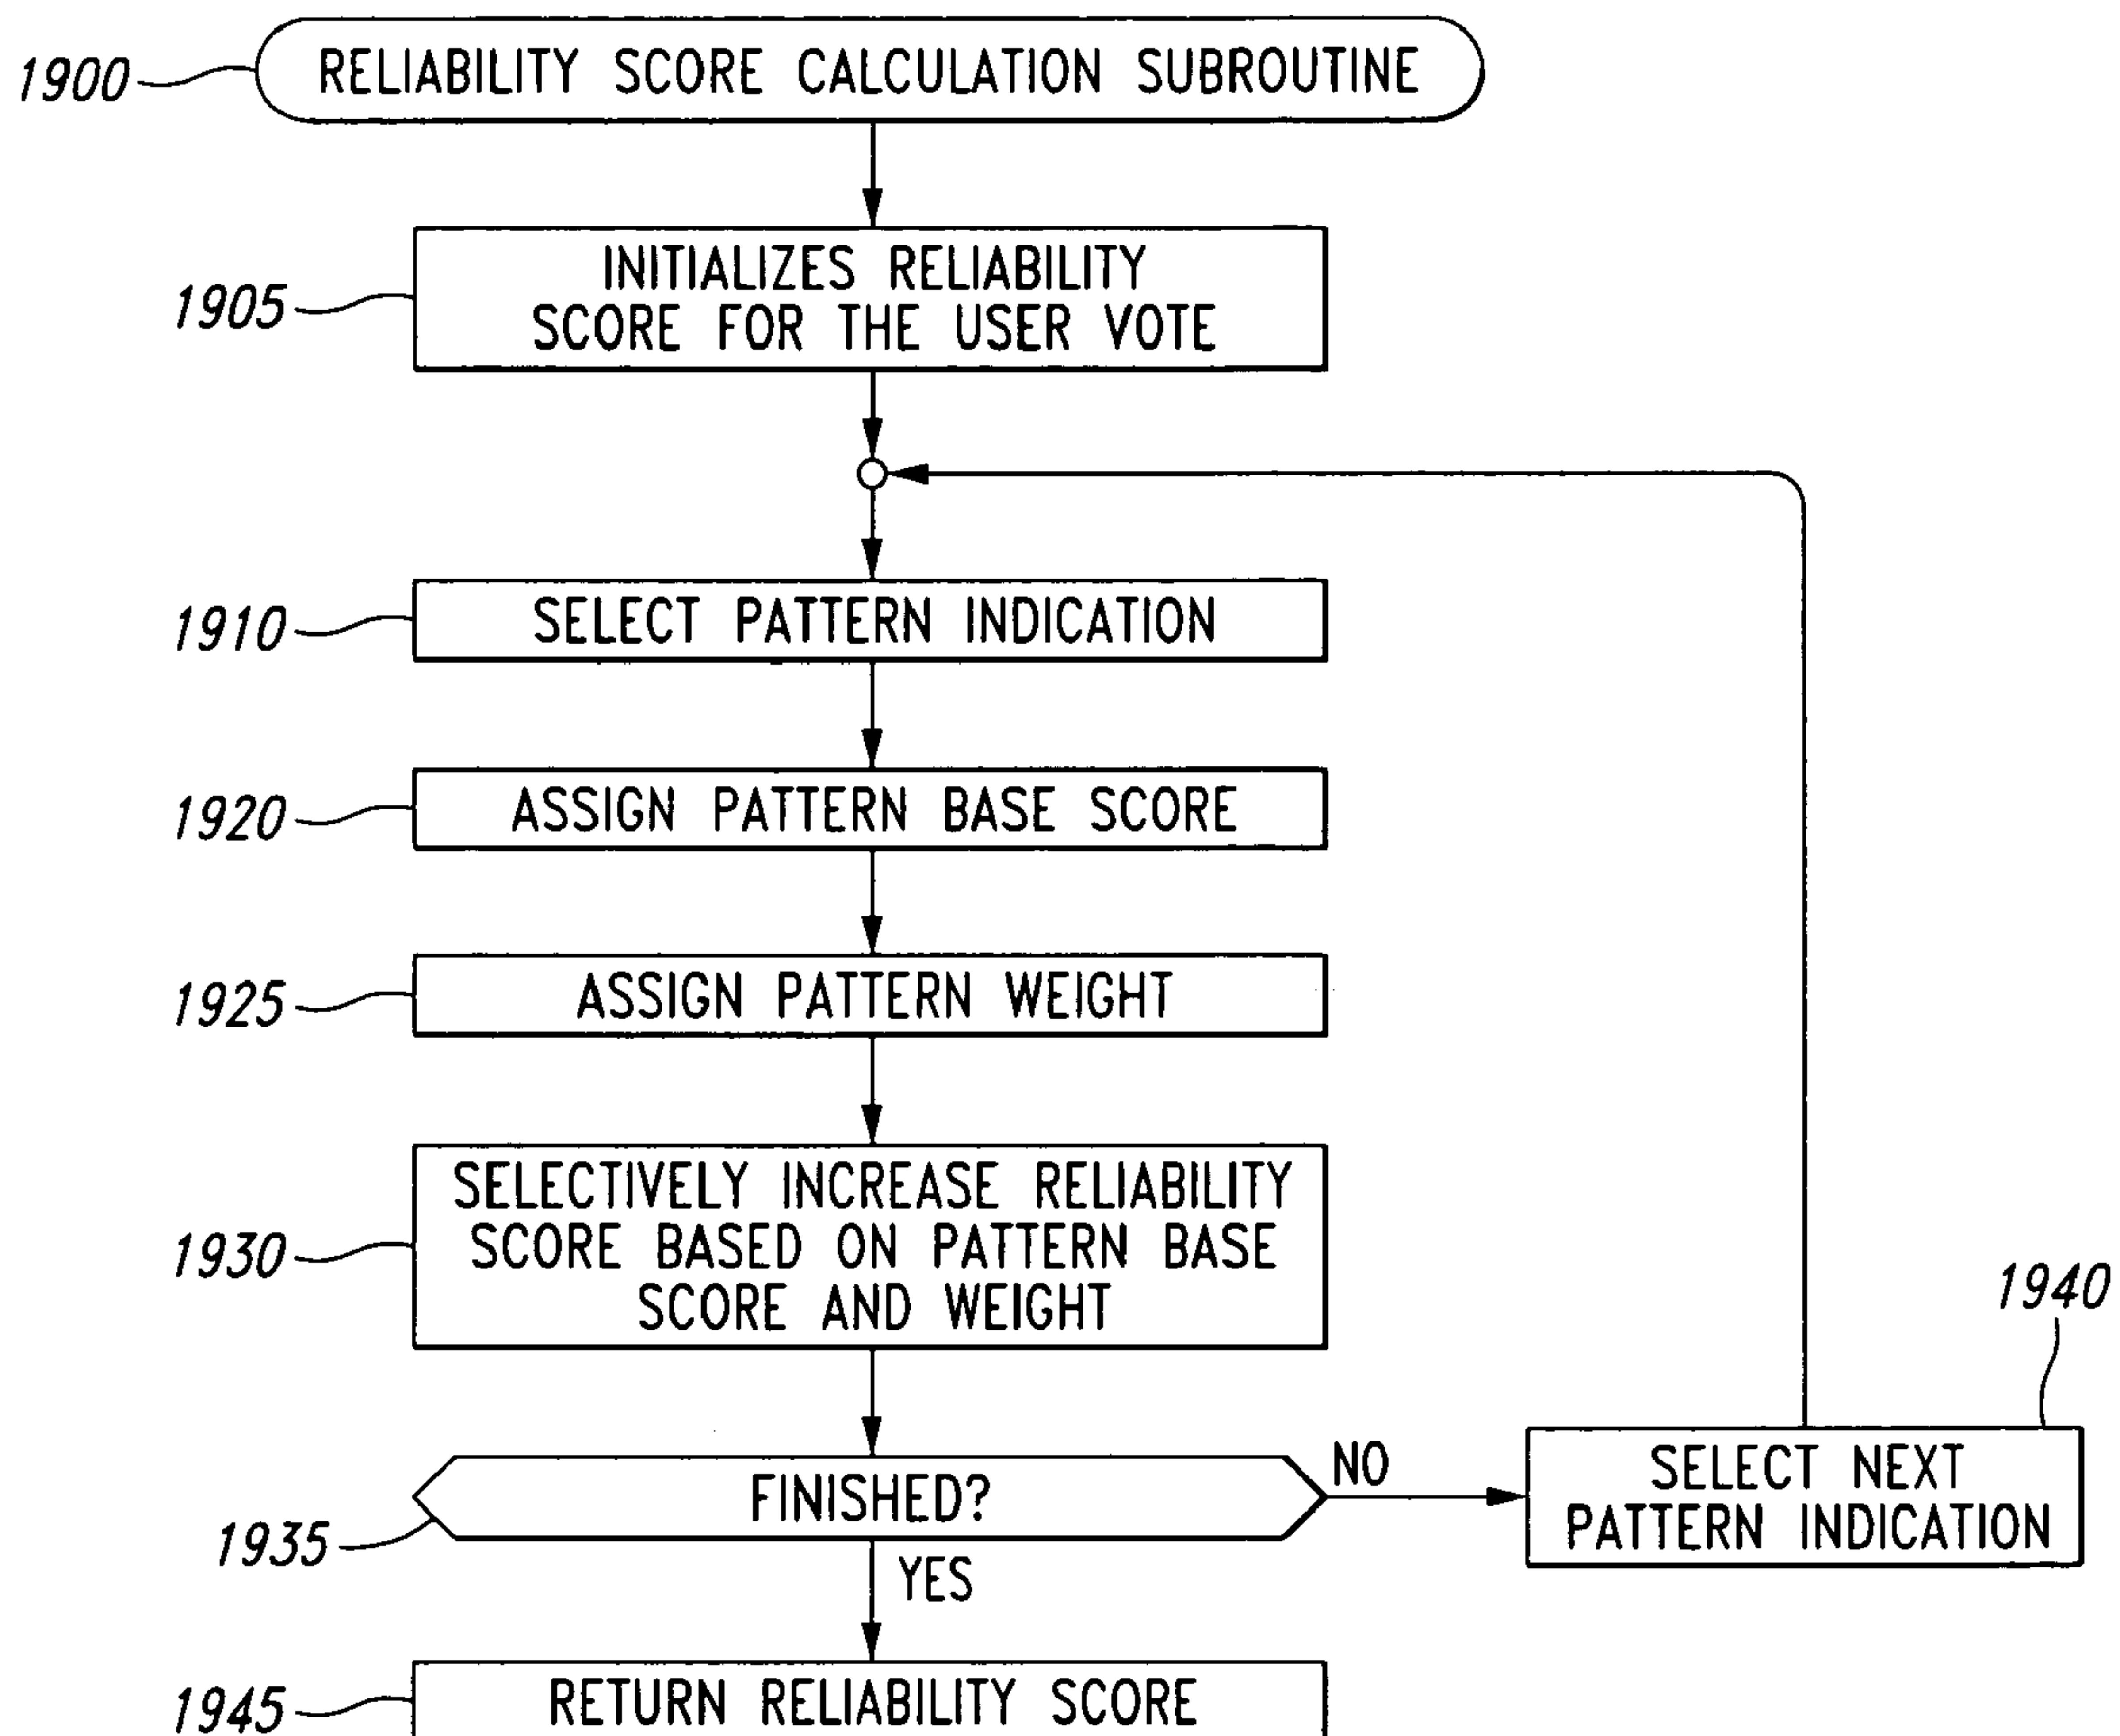 1900
RELIABILITY SCORE CALCULATION SUBROUTINE
1905
INITIALIZES RELIABILITY
SCORE FOR THE USER VOTE
1910
SELECT PATTERN INDICATION
1920
ASSIGN PATTERN BASE SCORE
1925
ASSIGN PATTERN WEIGHT
1930
SELECTIVELY INCREASE RELIABILITY
SCORE BASED ON PATTERN BASE
SCORE AND WEIGHT
1935
FINISHED?
NO
1940
SELECT NEXT
PATTERN INDICATION
YES
1945
RETURN RELIABILITY SCORE